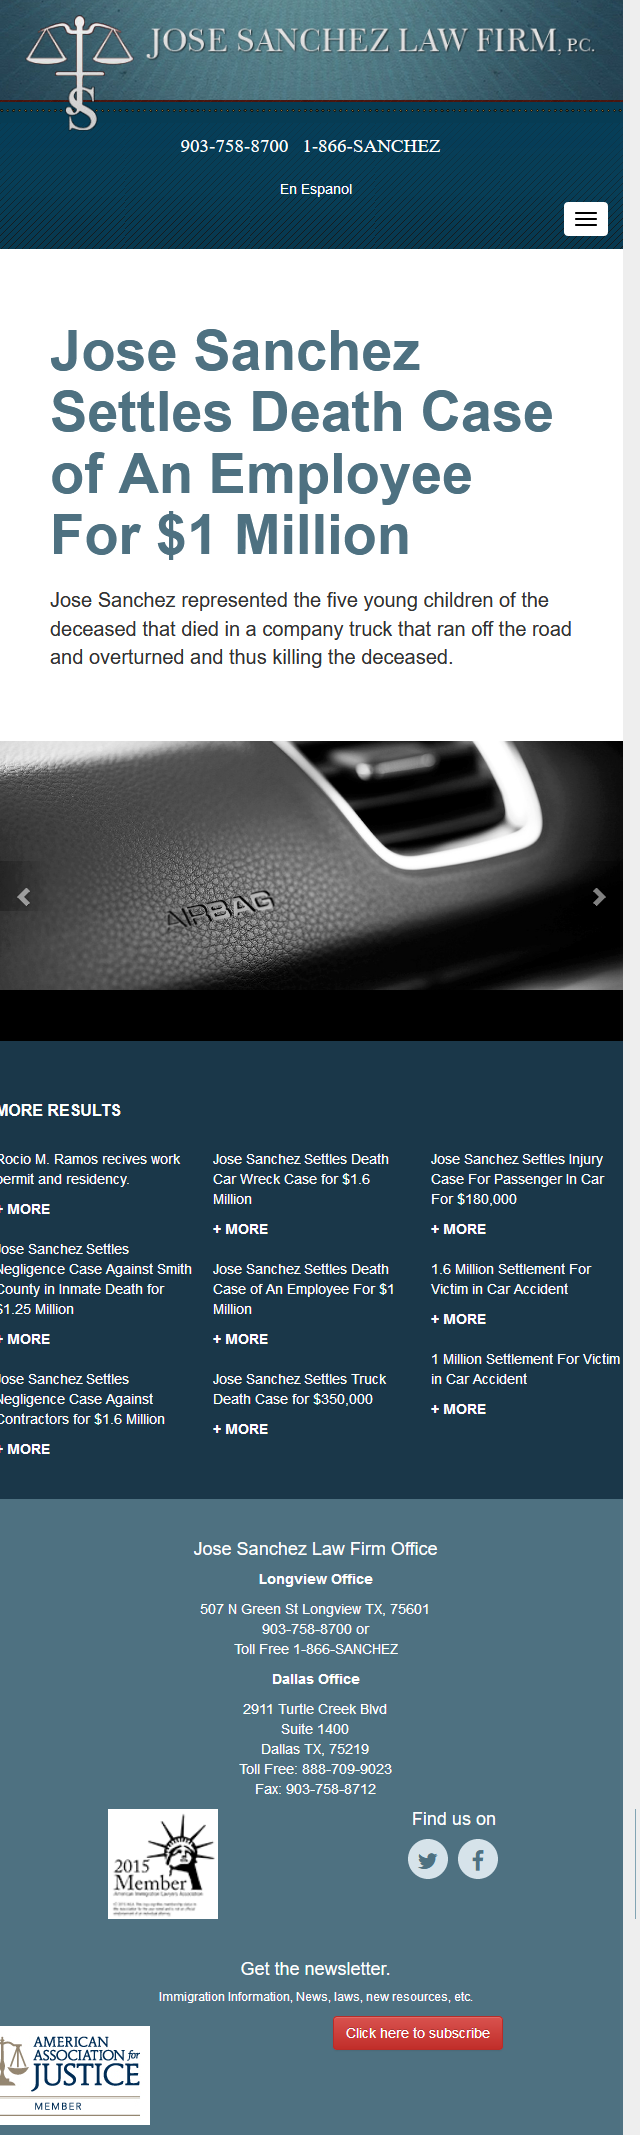 JOSE SANCHEZ LAW FIRM, P.C.
903-758-8700 1-866-SANCHEZ
En Espanol
Jose Sanchez
Settles Death Case
of An Employee
For $1 Million
Jose Sanchez represented the five young children of the
deceased that died in a company truck that ran off the road
and overturned and thus killing the deceased.
AIRBAG
MORE RESULTS
Rocio M. Ramos recives work
permit and residency.
+ MORE
Jose Sanchez Settles
Negligence Case Against Smith
County in Inmate Death for
$1.25 Million
+ MORE
Jose Sanchez Settles
Negligence Case Against
Contractors for $1.6 Million
+ MORE
Jose Sanchez Settles Death
Car Wreck Case for $1.6
Million
+ MORE
Jose Sanchez Settles Death
Case of An Employee For $1
Million
+ MORE
Jose Sanchez Settles Truck
Death Case for $350,000
+ MORE
Jose Sanchez Settles Injury
Case For Passenger In Car
For $180,000
+ MORE
1.6 Million Settlement For
Victim in Car Accident
+ MORE
1 Million Settlement For Victim
in Car Accident
+ MORE
Jose Sanchez Law Firm Office
Longview Office
507 N Green St Longview TX, 75601
903-758-8700 or
Toll Free 1-866-SANCHEZ
Dallas Office
2911 Turtle Creek Blvd
Suite 1400
Dallas TX, 75219
Toll Free: 888-709-9023
Fax: 903-758-8712
2015
Member
American Immigration Lawyers Association
Find us on
Get the newsletter.
Immigration Information, News, laws, new resources, etc.
Click here to subscribe
AMERICAN
ASSOCIATION for
JUSTICE
MEMBER